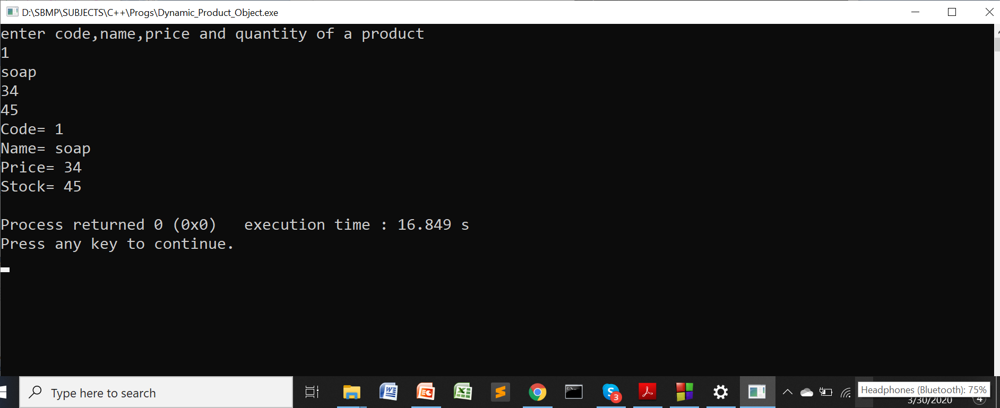 D:\SBMP\SUBJECTS\C++\Progs\Dynamic_Product_Object.exe
enter code,name,price and quantity of a product
1
soap
34
45
Code= 1
Name= soap
Price= 34
Stock= 45
Process returned 0 (0x0)   execution time : 16.849 s
Press any key to continue.
Type here to search
3
Headphones (Bluetooth): 75%
3/30/2020
4